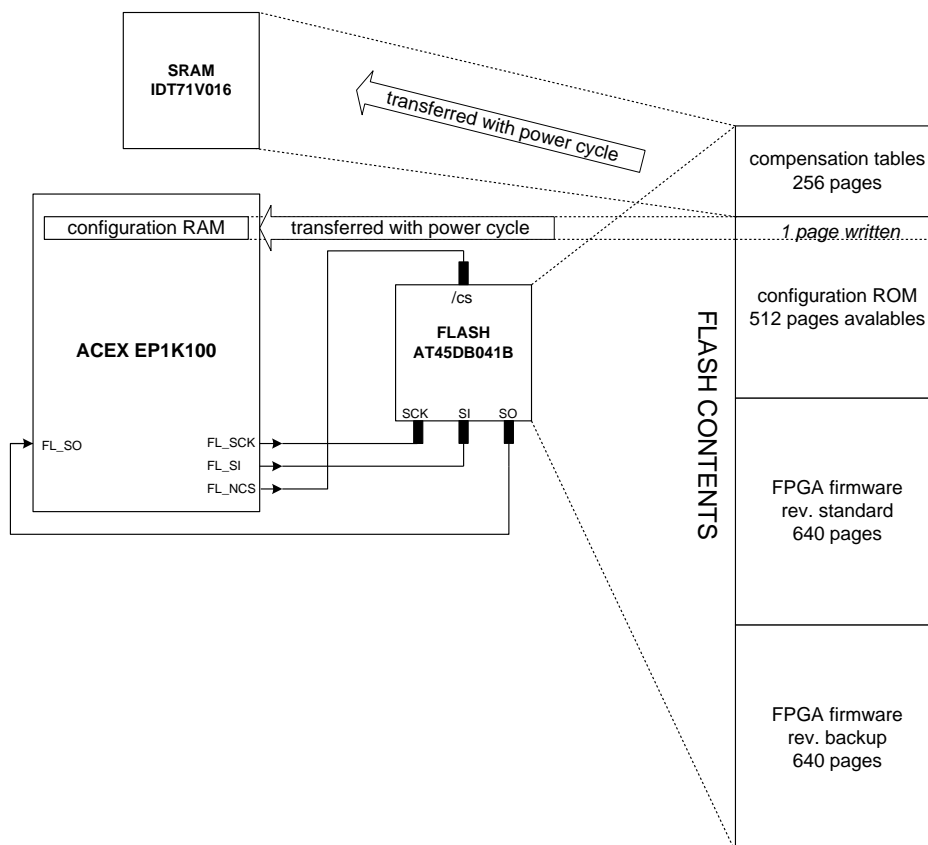 SRAM
IDT71V016
transferred with power cycle
compensation tables
256 pages
configuration RAM
transferred with power cycle
1 page written
/cs
FLASH
AT45DB041B
configuration ROM
512 pages avalables
ACEX EP1K100
FLASH CONTENTS
SCK
SI
SO
FL_SO
FL_SCK
FL_SI
FL_NCS
FPGA firmware
rev. standard
640 pages
FPGA firmware
rev. backup
640 pages